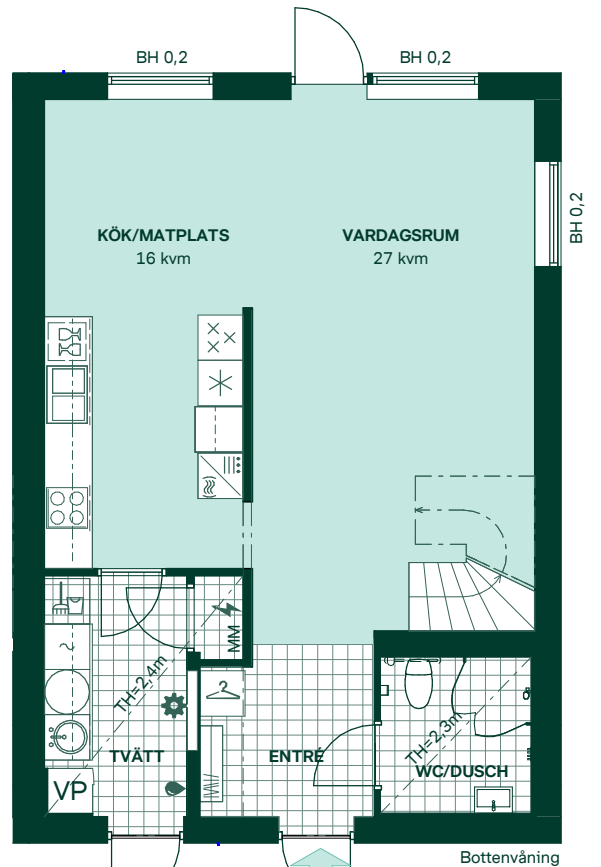 BH 0,2
BH 0,2
BH 0,2
KÖK/MATPLATS
16 kvm
VARDAGSRUM
27 kvm
MM
TH=2,4m
TH=2,3m
TVÄTT
ENTRÉ
WC/DUSCH
VP
Bottenvåning